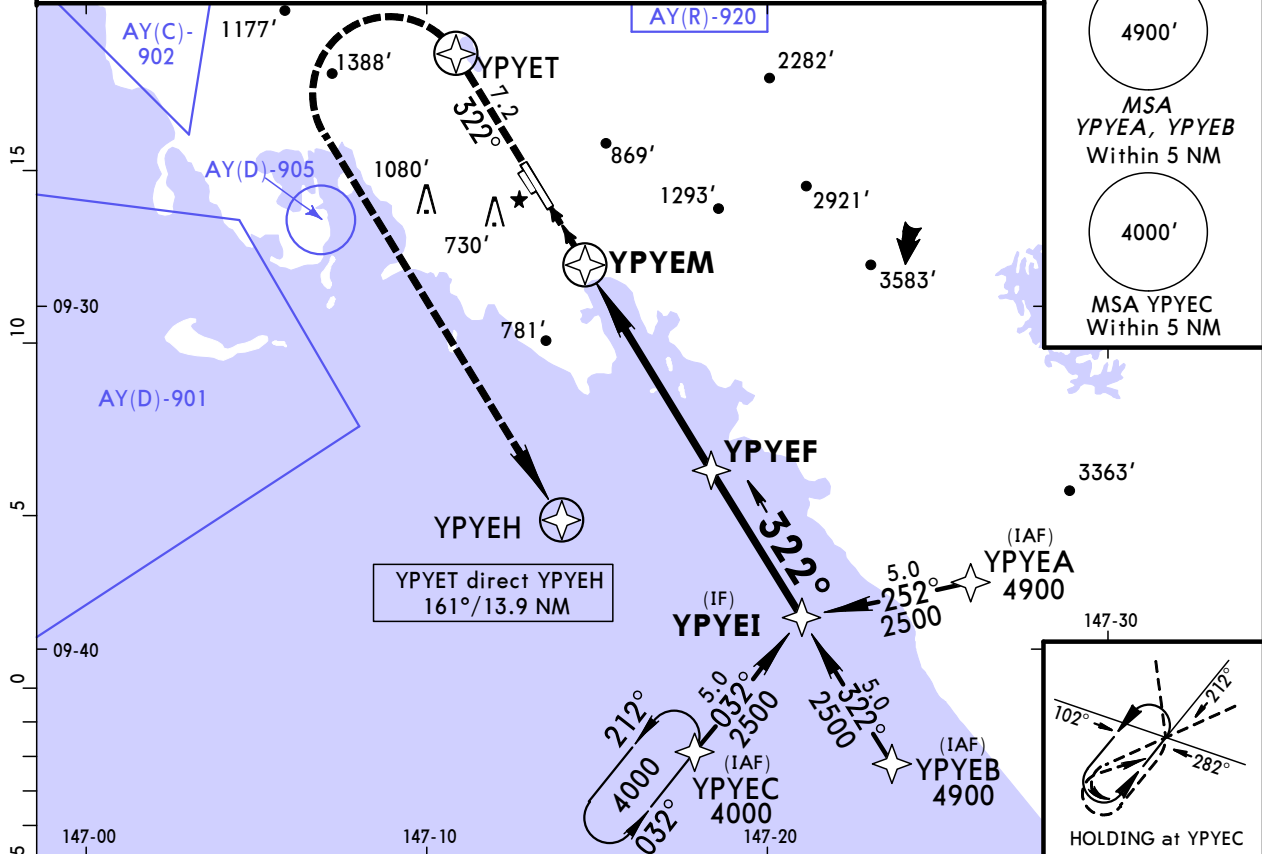 AY(C)-
902
1177'
1388'
AY(R)-920
YPYET
7.2
322°
2282'
4900'
MSA
YPYEA, YPYEB
Within 5 NM
4000'
MSA YPYEC
Within 5 NM
15
AY(D)-905
1080'
730'
869'
1293'
2921'
3583'
YPYEM
10
09-30
781'
AY(D)-901
YPYEF
3363'
5
YPYEH
322°
YPYET direct YPYEH
161°/13.9 NM
(IAF)
YPYEA
4900
5.0
252°
2500
(IF)
YPYEI
147-30
09-40
0
5.0
032°
2500
5.0
322°
2500
212°
4000
032°
(IAF)
YPYEC
4000
(IAF)
YPYEB
4900
102°
212°
282°
HOLDING at YPYEC
5
147-00
147-10
147-20